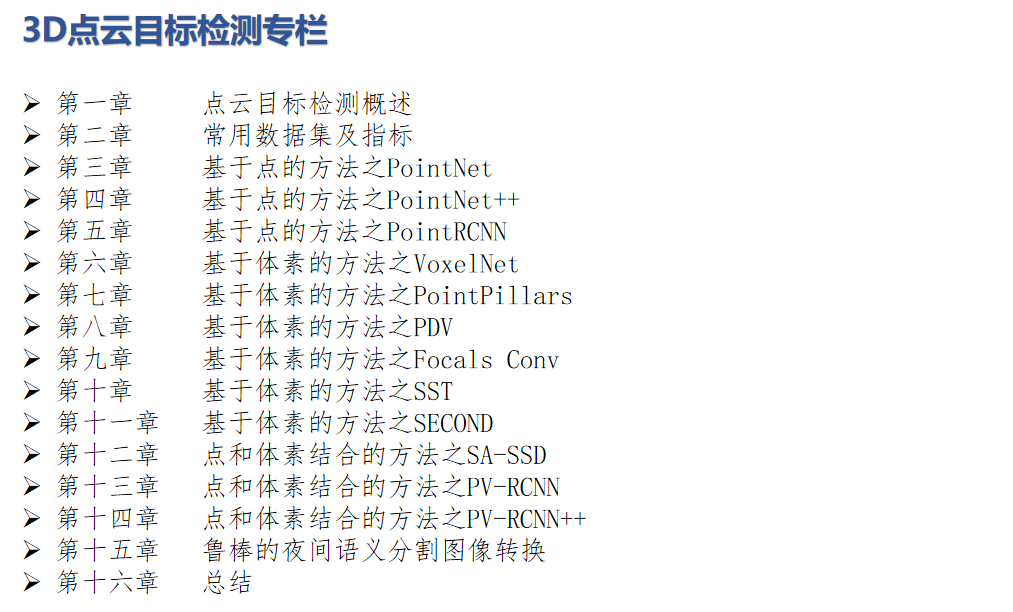 3D点云目标检测专栏
第一章 点云目标检测概述
第二章 常用数据集及指标
第三章 基于点的方法之PointNet
第四章 基于点的方法之PointNet++
第五章 基于点的方法之PointRCNN
第六章 基于体素的方法之VoxelNet
第七章 基于体素的方法之PointPillars
第八章 基于体素的方法之PDV
第九章 基于体素的方法之Focals Conv
第十章 基于体素的方法之SST
第十一章 基于体素的方法之SECOND
第十二章 点和体素结合的方法之SA-SSD
第十三章 点和体素结合的方法之PV-RCNN
第十四章 点和体素结合的方法之PV-RCNN++
第十五章 鲁棒的夜间语义分割图像转换
第十六章 总结